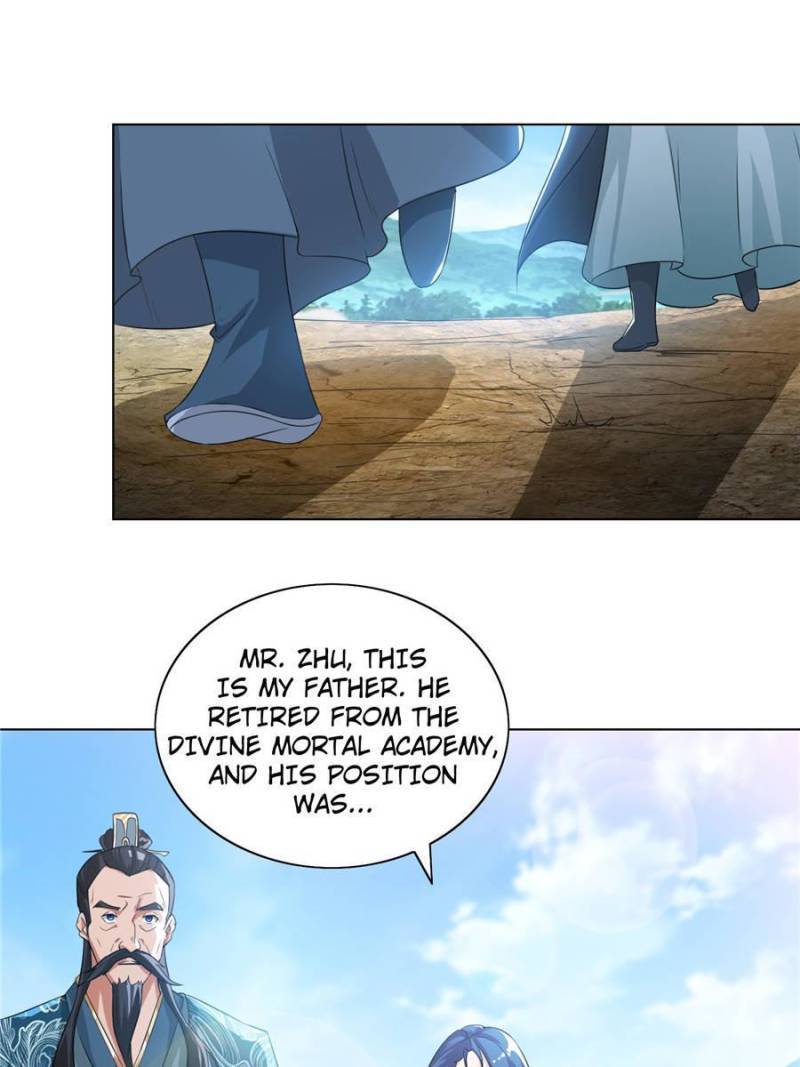 MR. ZHU, THIS
IS MY FATHER. HE
RETIRED FROM THE
DIVINE MORTAL ACADEMY,
AND HIS POSITION
WAS...